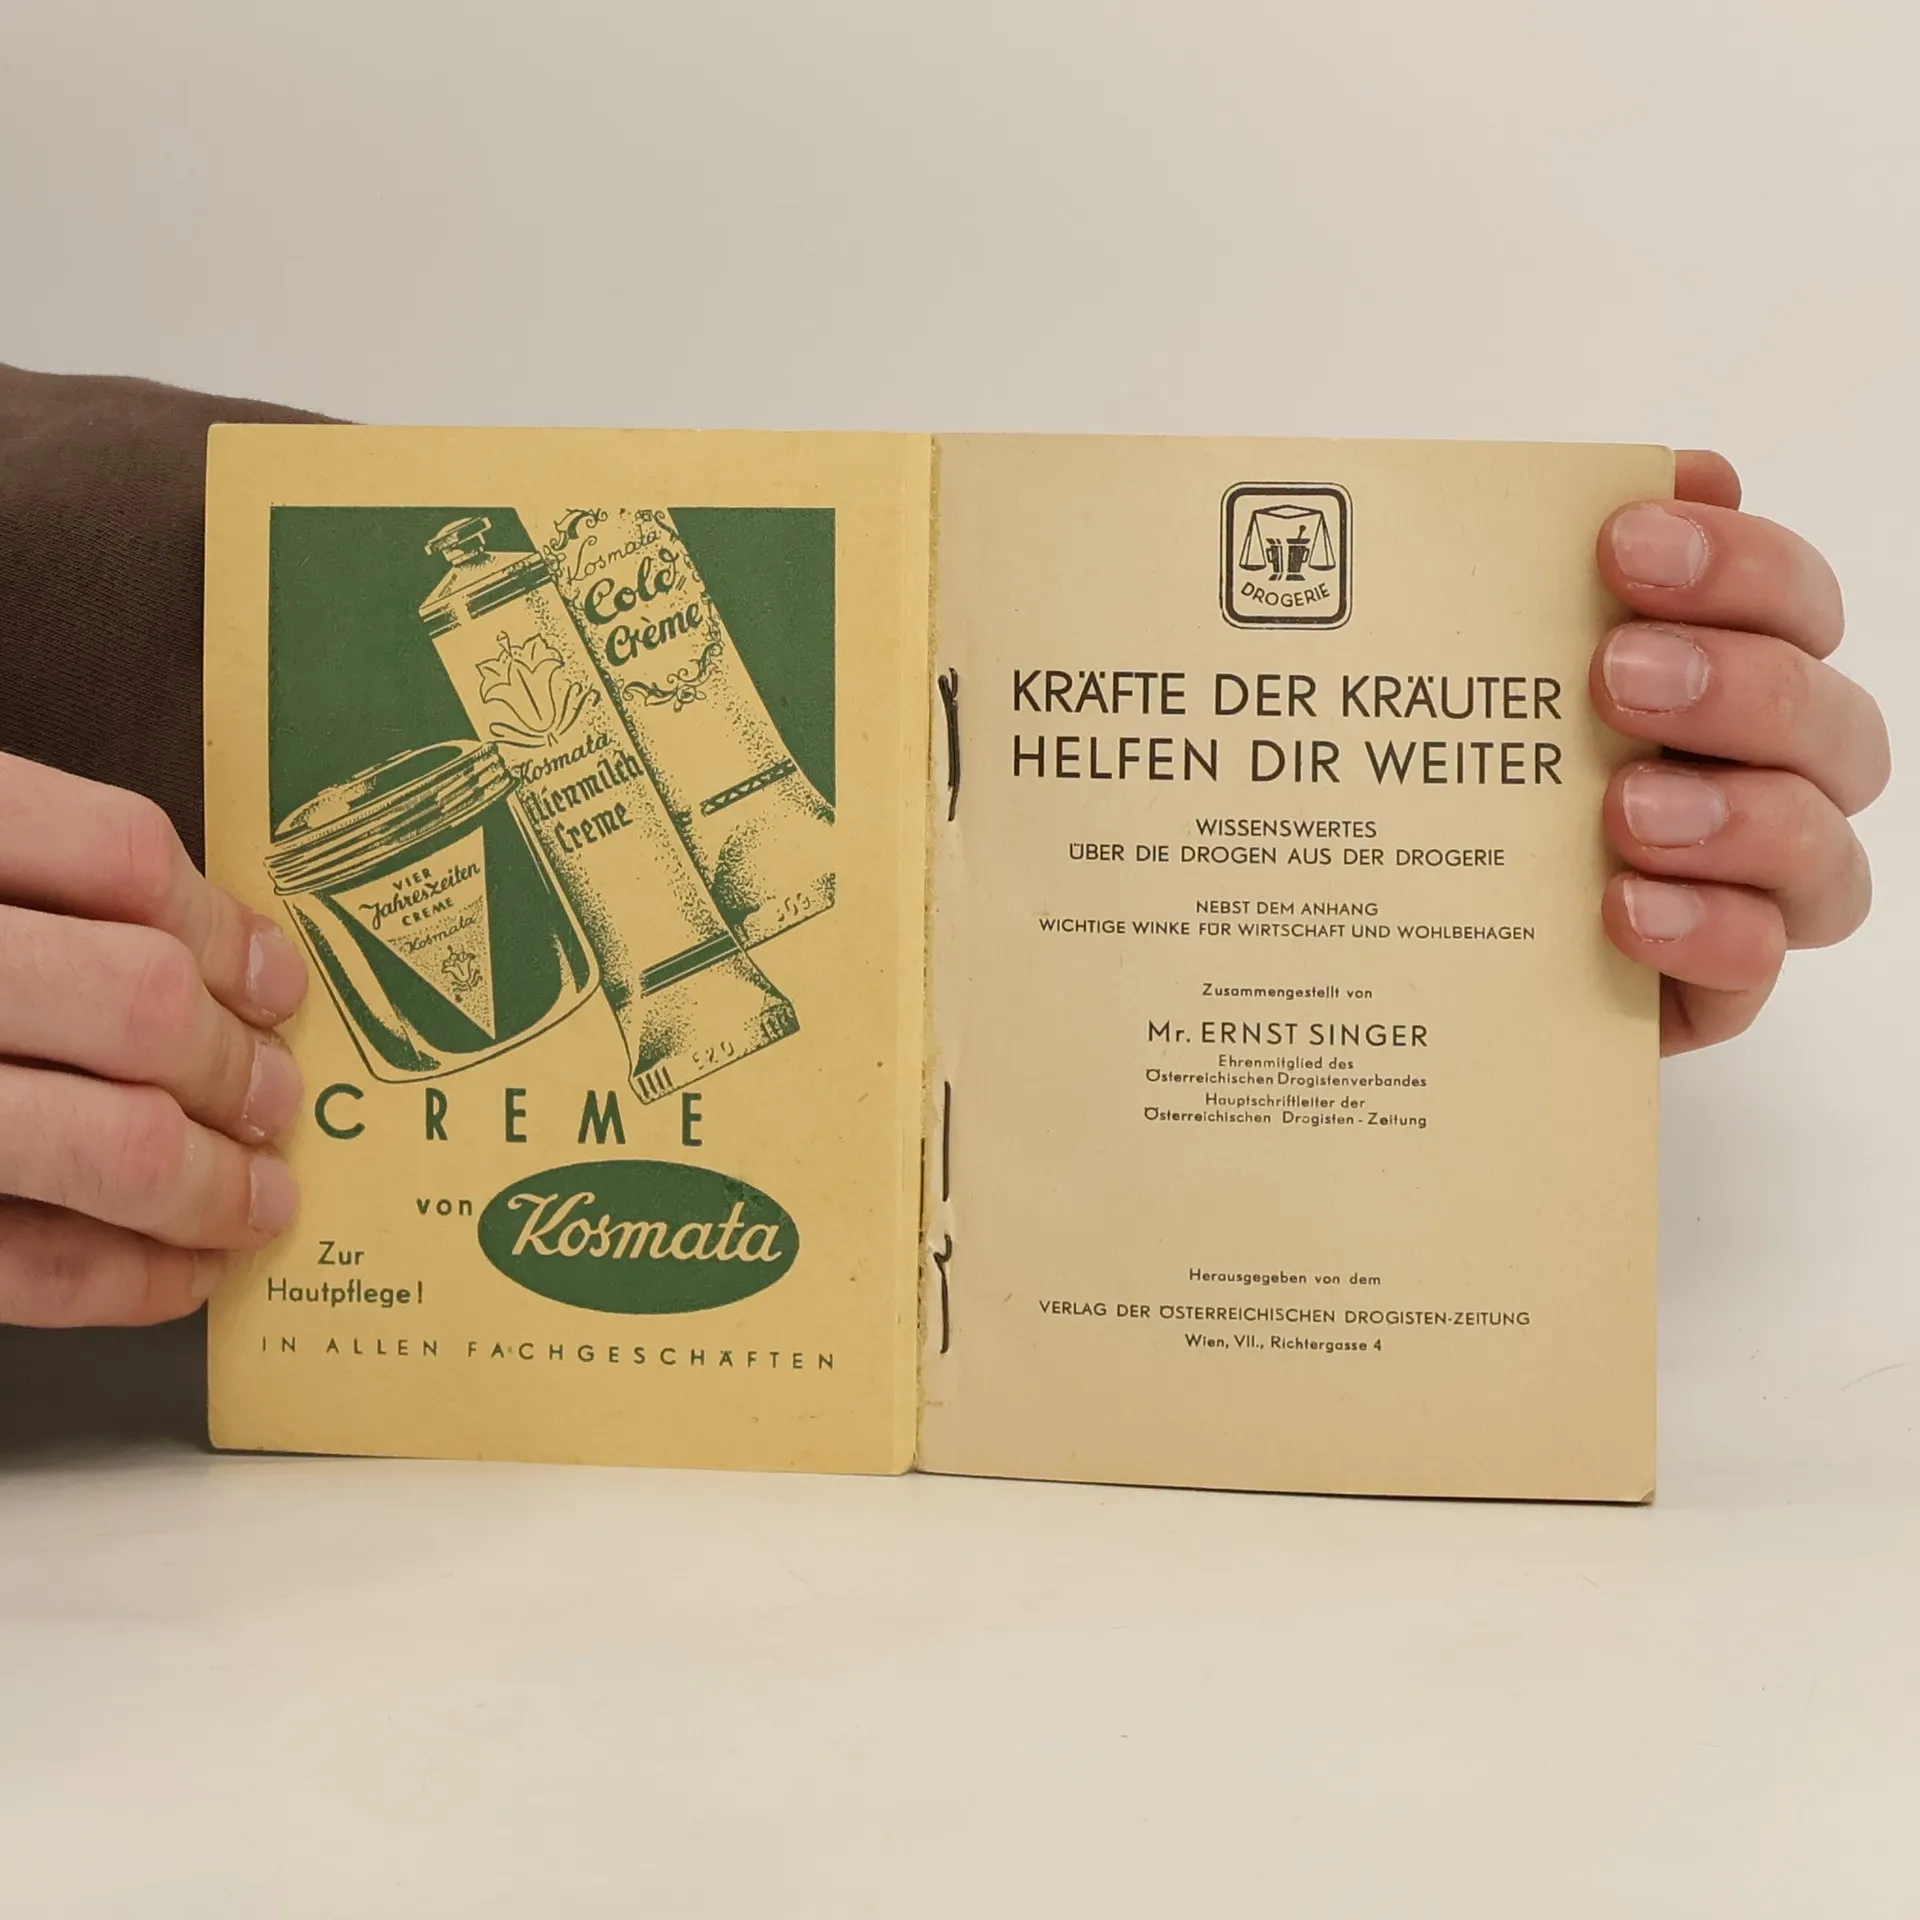 Kosmata
Cold
Crème
Kosmata
Creme
VIER
Jahreszeiten
CREME
Kosmata
CREME
von Kosmata
Zur
Hautpflege!
IN ALLEN FACHGESCHÄFTEN
DROGERIE
KRÄFTE DER KRÄUTER
HELFEN DIR WEITER
WISSENSWERTES
ÜBER DIE DROGEN AUS DER DROGERIE
NEBST DEM ANHANG
WICHTIGE WINKE FÜR WIRTSCHAFT UND WOHLBEHAGEN
Zusammengestellt von
Mr. ERNST SINGER
Ehrenmitglied des
Österreichischen Drogistenverbandes
Hauptschriftleiter der
Österreichischen Drogisten-Zeitung
Herausgegeben von dem
VERLAG DER ÖSTERREICHISCHEN DROGISTEN-ZEITUNG
Wien, VII., Richtergasse 4